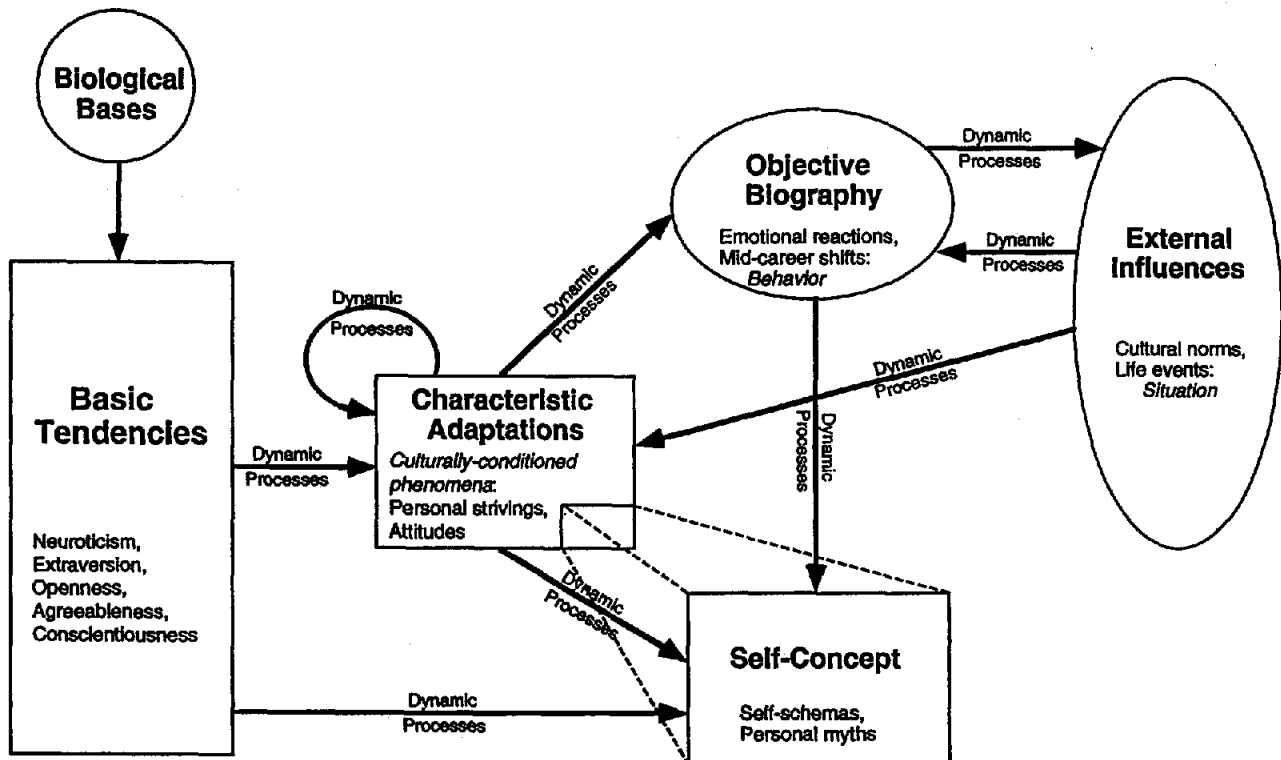 Biological
Bases
Basic
Tendencies
Neuroticism,
Extraversion,
Openness,
Agreeableness,
Conscientiousness
Dynamic
Processes
Dynamic
Processes
Characteristic
Adaptations
Culturally-conditioned
phenomena:
Personal strivings,
Attitudes
Dynamic
Processes
Objective
Biography
Emotional reactions,
Mid-career shifts:
Behavior
Dynamic
Processes
Dynamic
Processes
External
Influences
Cultural norms,
Life events:
Situation
Dynamic
Processes
Dynamic
Processes
Dynamic
Processes
Dynamic
Processes
Self-Concept
Self-schemas,
Personal myths